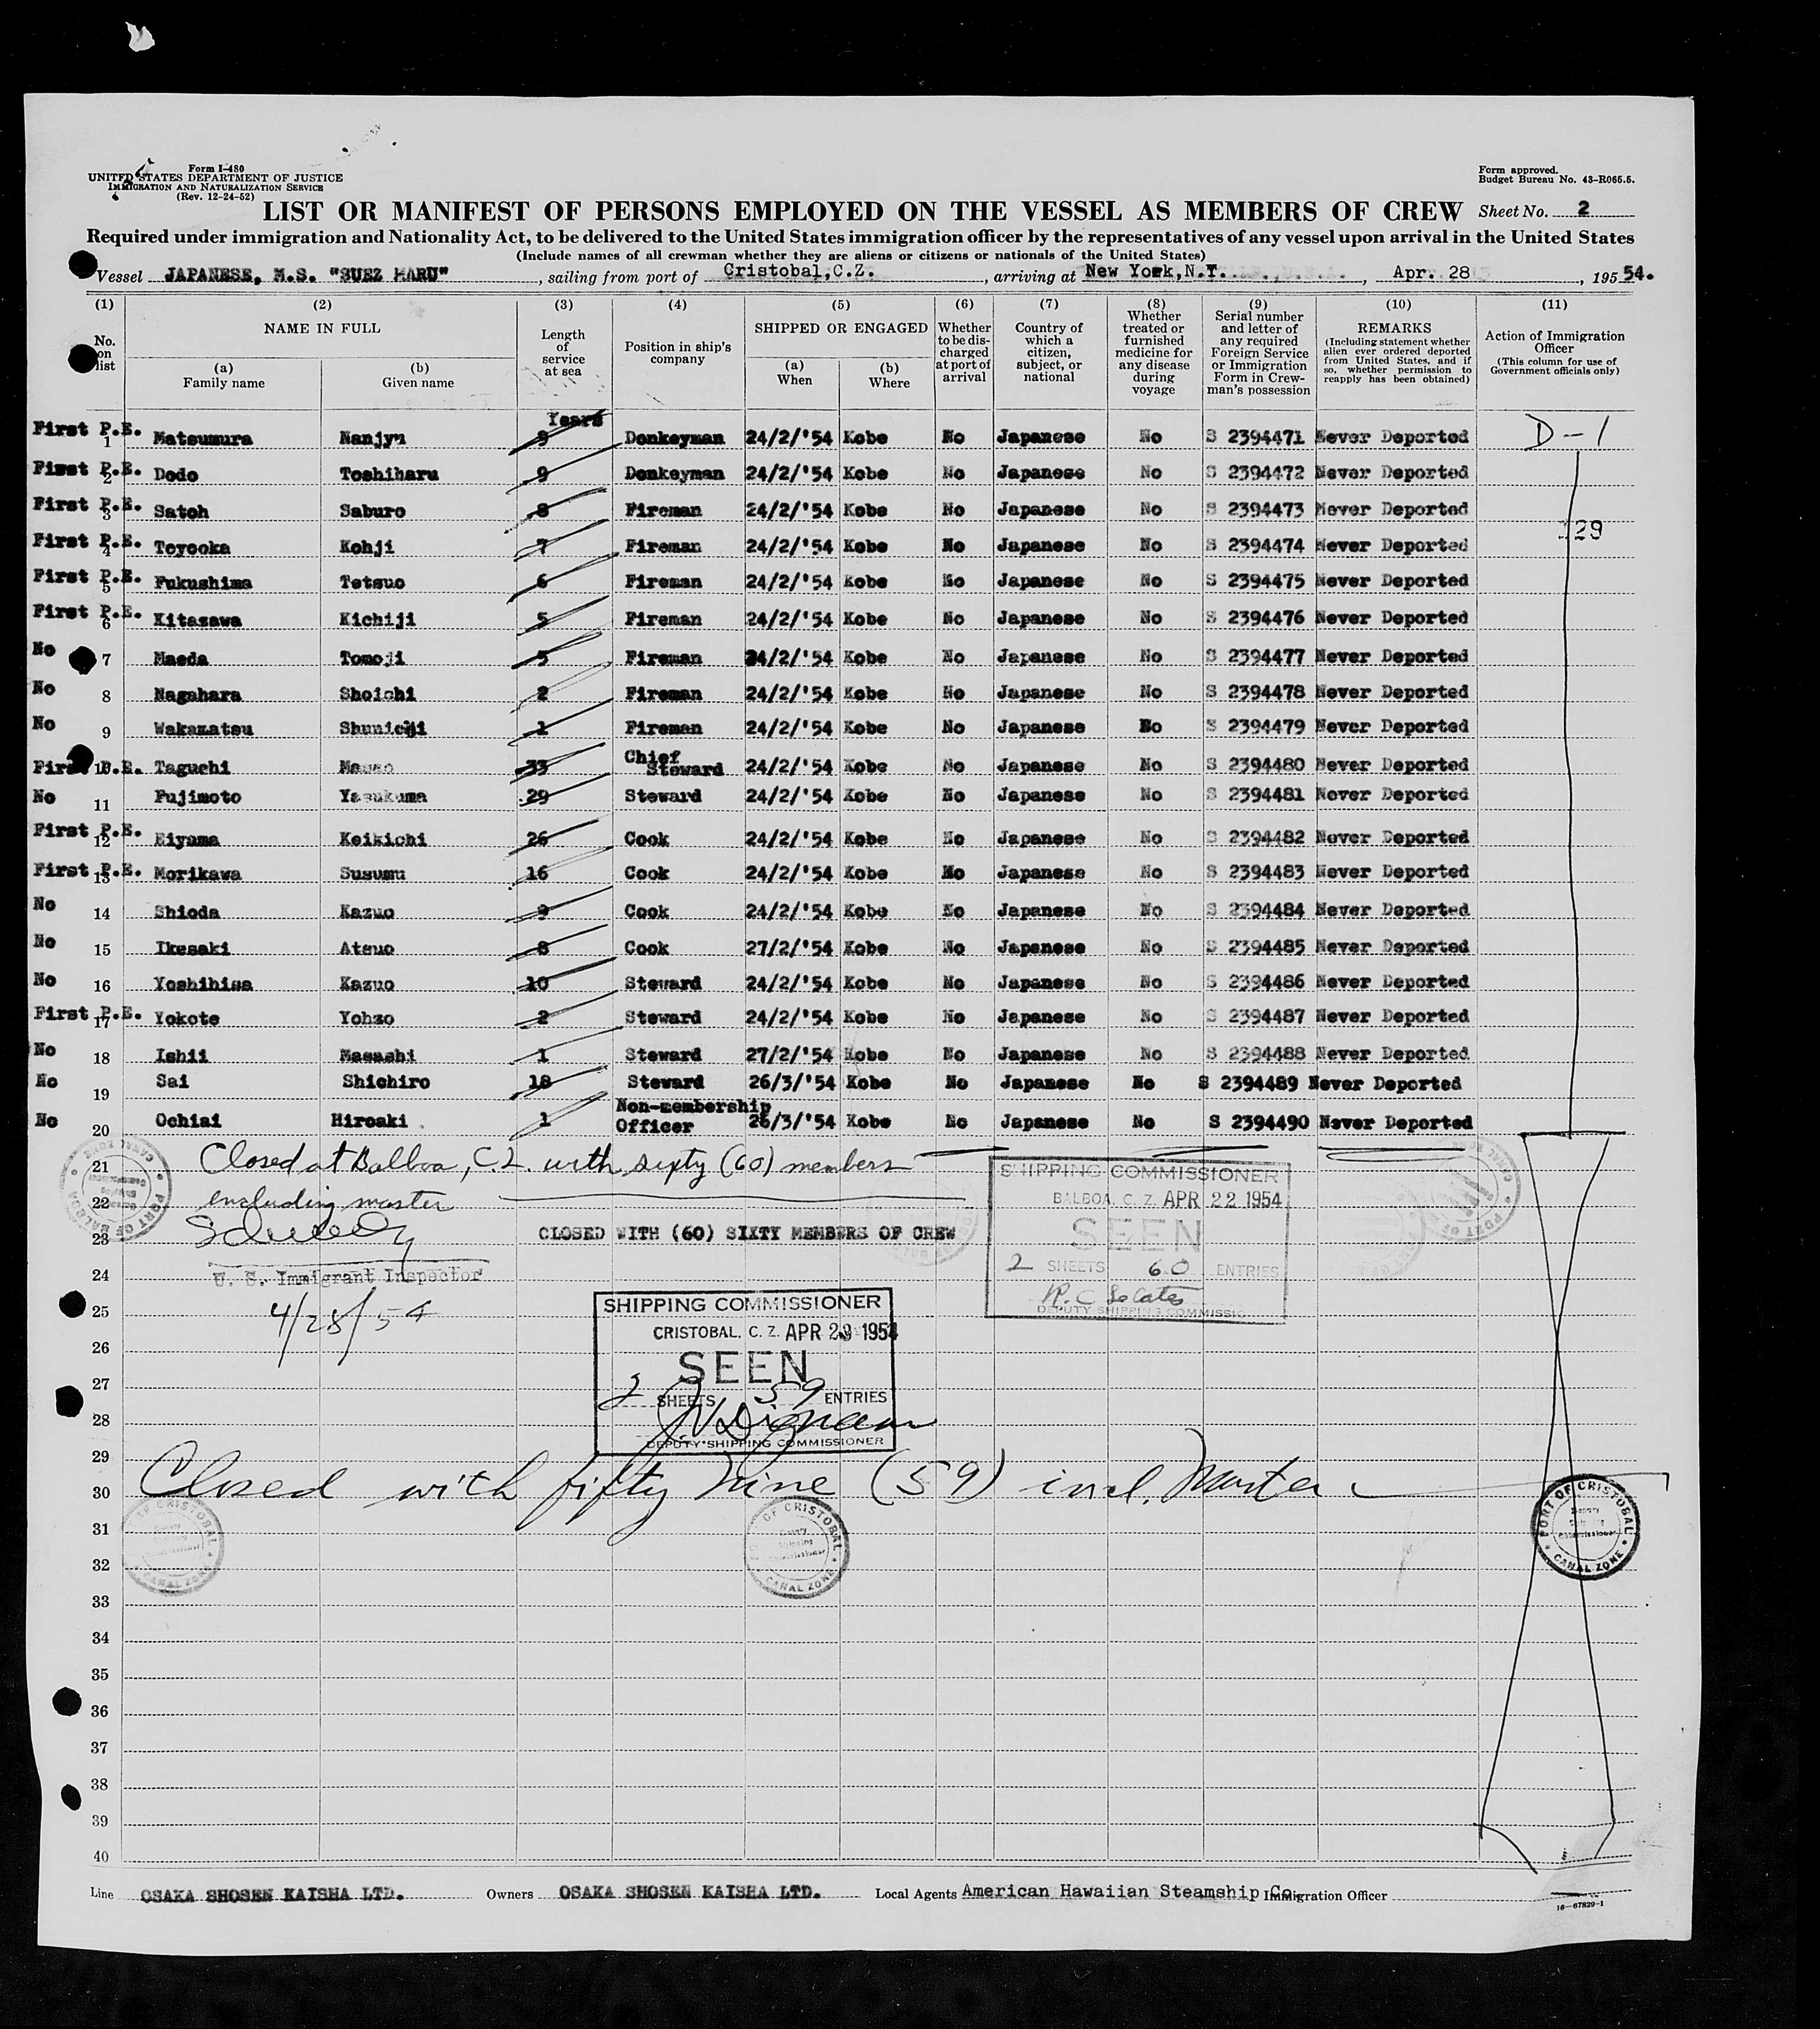 Form I-480
UNITED STATES DEPARTMENT OF JUSTICE
IMMIGRATION AND NATURALIZATION SERVICE
(Rev. 12-24-52)
Form approved.
Budget Bureau No. 43-R065.5.
LIST OR MANIFEST OF PERSONS EMPLOYED ON THE VESSEL AS MEMBERS OF CREW Sheet No. 2
Required under immigration and Nationality Act, to be delivered to the United States immigration officer by the representatives of any vessel upon arrival in the United States
(Include names of all crewman whether they are aliens or citizens or nationals of the United States)
Vessel JAPANESE, M.S. "SUEZ MARU", sailing from port of Cristobal,C.Z., arriving at New York,N.Y., Apr. 28, 1954.
(1) (2) (3) (4) (5) (6) (7) (8) (9) (10) (11)
No. on list
NAME IN FULL
(a) Family name
(b) Given name
Length of service at sea
Position in ship's company
SHIPPED OR ENGAGED
(a) When
(b) Where
Whether to be discharged at port of arrival
Country of which a citizen, subject, or national
Whether treated or furnished medicine for any disease during voyage
Serial number and letter of any required Foreign Service or Immigration Form in Crewman's possession
REMARKS
(Including statement whether alien ever ordered deported from United States, and if so, whether permission to reapply has been obtained)
Action of Immigration Officer
(This column for use of Government officials only)
Years
First P.E. 1 Matsumura Nanjyu 9 Donkeyman 24/2/'54 Kobe No Japanese No S 2394471 Never Deported D-1
First P.E. 2 Dodo Toshiharu 9 Donkeyman 24/2/'54 Kobe No Japanese No S 2394472 Never Deported
First P.E. 3 Satoh Saburo 8 Fireman 24/2/'54 Kobe No Japanese No S 2394473 Never Deported
First P.E. 4 Toyooka Kohji 7 Fireman 24/2/'54 Kobe No Japanese No S 2394474 Never Deported 29
First P.E. 5 Fukushima Tetsuo 6 Fireman 24/2/'54 Kobe No Japanese No S 2394475 Never Deported
First P.E. 6 Kitazawa Kichiji 5 Fireman 24/2/'54 Kobe No Japanese No S 2394476 Never Deported
No 7 Maeda Tomoji 5 Fireman 24/2/'54 Kobe No Japanese No S 2394477 Never Deported
No 8 Nagahara Shoichi 2 Fireman 24/2/'54 Kobe No Japanese No S 2394478 Never Deported
No 9 Wakamatsu 1 Fireman 24/2/'54 Kobe No Japanese No S 2394479 Never Deported
First P.E. 10 Taguchi 33 Chief Steward 24/2/'54 Kobe No Japanese No S 2394480 Never Deported
No 11 Fujimoto Yasukuma 29 Steward 24/2/'54 Kobe No Japanese No S 2394481 Never Deported
First P.E. 12 Eiyama Keikichi 26 Cook 24/2/'54 Kobe No Japanese No S 2394482 Never Deported
First P.E. 13 Morikawa Susumu 16 Cook 24/2/'54 Kobe No Japanese No S 2394483 Never Deported
No 14 Shioda Kazuo 9 Cook 24/2/'54 Kobe No Japanese No S 2394484 Never Deported
No 15 Ikesaki Atsuo 8 Cook 27/2/'54 Kobe No Japanese No S 2394485 Never Deported
No 16 Yoshihisa Kazuo 10 Steward 24/2/'54 Kobe No Japanese No S 2394486 Never Deported
First P.E. 17 Yokote Yohzo 2 Steward 24/2/'54 Kobe No Japanese No S 2394487 Never Deported
No 18 Ishii Masashi 1 Steward 27/2/'54 Kobe No Japanese No S 2394488 Never Deported
No 19 Sai Shichiro 18 Steward 26/3/'54 Kobe No Japanese No S 2394489 Never Deported
No 20 Ochiai Hiroaki 1 Non-membership Officer 26/3/'54 Kobe No Japanese No S 2394490 Never Deported
21 Closed at Balboa, C.Z. with sixty (60) members
22 including master
23 CLOSED WITH (60) SIXTY MEMBERS OF CREW
SHIPPING COMMISSIONER
BALBOA, C. Z. APR 22 1954
SEEN
2 SHEETS 60 ENTRIES
DEPUTY SHIPPING COMMISSIO
24 U. S. Immigrant Inspector
25 4/28/54
SHIPPING COMMISSIONER
CRISTOBAL, C. Z. APR 23 1954
26
SEEN
27
2 SHEETS 59 ENTRIES
28
DEPUTY SHIPPING COMMISSIONER
29
30 Closed with fifty nine (59) incl. Master
PORT OF CRISTOBAL
Deputy Shipping Commissioner
CANAL ZONE
31
32
33
34
35
36
37
38
39
40
Line OSAKA SHOSEN KAISHA LTD. Owners OSAKA SHOSEN KAISHA LTD. Local Agents American Hawaiian Steamship Co. Immigration Officer
16-67829-1